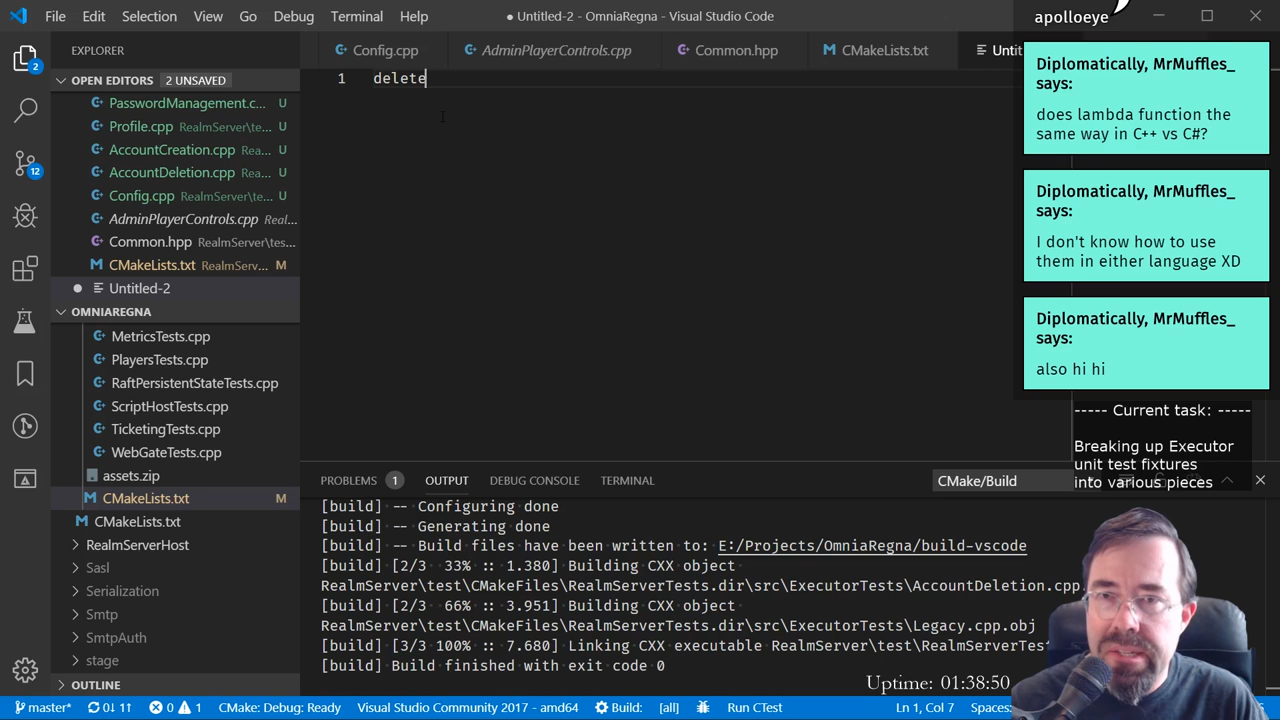 File Edit Selection View Go Debug Terminal Help
● Untitled-2 - OmniaRegna - Visual Studio Code
apolloeye
EXPLORER
Config.cpp
AdminPlayerControls.cpp
Common.hpp
CMakeLists.txt
Unti
2
OPEN EDITORS 2 UNSAVED
PasswordManagement.c... U
Profile.cpp RealmServer\te... U
AccountCreation.cpp Rea... U
AccountDeletion.cpp Rea... U
Config.cpp RealmServer\tes... U
AdminPlayerControls.cpp Real...
Common.hpp RealmServer\tes...
CMakeLists.txt RealmServ... M
● Untitled-2
12
OMNIAREGNA
MetricsTests.cpp
PlayersTests.cpp
RaftPersistentStateTests.cpp
ScriptHostTests.cpp
TicketingTests.cpp
WebGateTests.cpp
assets.zip
CMakeLists.txt M
CMakeLists.txt
RealmServerHost
Sasl
Serialization
Smtp
SmtpAuth
stage
OUTLINE
1 delete
Diplomatically, MrMuffles_
says:
does lambda function the
same way in C++ vs C#?
Diplomatically, MrMuffles_
says:
I don't know how to use
them in either language XD
Diplomatically, MrMuffles_
says:
also hi hi
----- Current task: -----
Breaking up Executor
unit test fixtures
into various pieces
PROBLEMS 1 OUTPUT DEBUG CONSOLE TERMINAL
CMake/Build
[build] -- Configuring done
[build] -- Generating done
[build] -- Build files have been written to: E:/Projects/OmniaRegna/build-vscode
[build] [2/3 33% :: 1.380] Building CXX object
RealmServer\test\CMakeFiles\RealmServerTests.dir\src\ExecutorTests\AccountDeletion.cpp.
[build] [2/3 66% :: 3.951] Building CXX object
RealmServer\test\CMakeFiles\RealmServerTests.dir\src\ExecutorTests\Legacy.cpp.obj
[build] [3/3 100% :: 7.680] Linking CXX executable RealmServer\test\RealmServerTest
[build] Build finished with exit code 0
Uptime: 01:38:50
master* 0↓ 1↑ 0 1 CMake: Debug: Ready Visual Studio Community 2017 - amd64 Build: [all] Run CTest Ln 1, Col 7 Spaces: